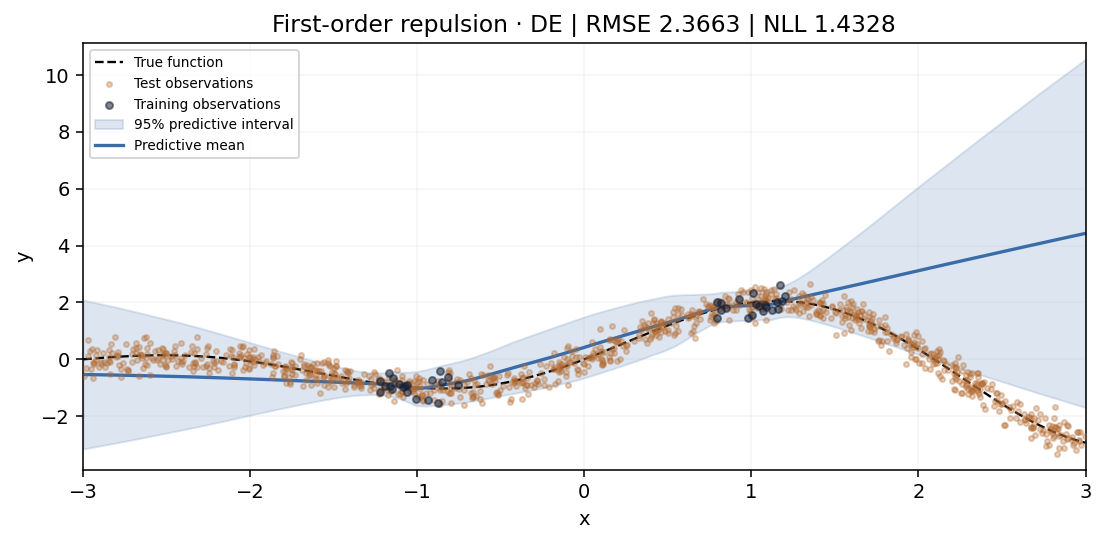 First-order repulsion · DE | RMSE 2.3663 | NLL 1.4328
True function
Test observations
Training observations
95% predictive interval
Predictive mean
y
10
8
6
4
2
0
−2
−3
−2
−1
0
1
2
3
x